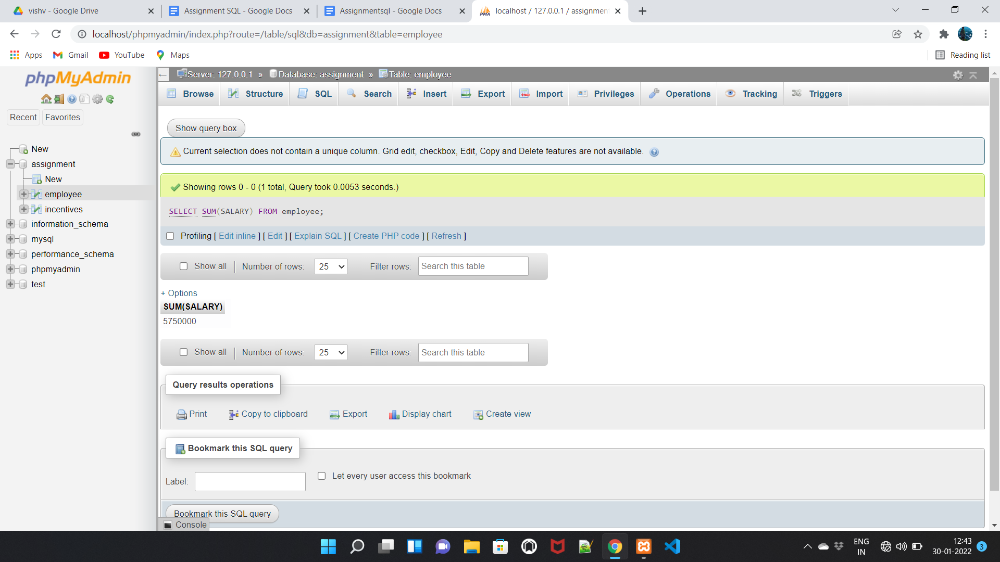 vishv - Google Drive
Assignment SQL - Google Docs
Assignmentsql - Google Docs
PMA
localhost / 127.0.0.1 / assignment
localhost/phpmyadmin/index.php?route=/table/sql&db=assignment&table=employee
Apps
Gmail
YouTube
Maps
Reading list
phpMyAdmin
Recent
Favorites
New
assignment
New
employee
incentives
information_schema
mysql
performance_schema
phpmyadmin
test
Server: 127.0.0.1 » Database: assignment » Table: employee
Browse
Structure
SQL
Search
Insert
Export
Import
Privileges
Operations
Tracking
Triggers
Show query box
Current selection does not contain a unique column. Grid edit, checkbox, Edit, Copy and Delete features are not available.
Showing rows 0 - 0 (1 total, Query took 0.0053 seconds.)
SELECT SUM(SALARY) FROM employee;
Profiling [ Edit inline ] [ Edit ] [ Explain SQL ] [ Create PHP code ] [ Refresh ]
Show all
Number of rows:
25
Filter rows:
Search this table
+ Options
SUM(SALARY)
5750000
Show all
Number of rows:
25
Filter rows:
Search this table
Query results operations
Print
Copy to clipboard
Export
Display chart
Create view
Bookmark this SQL query
Label:
Let every user access this bookmark
Bookmark this SQL query
Console
ENG
IN
12:43
30-01-2022
3